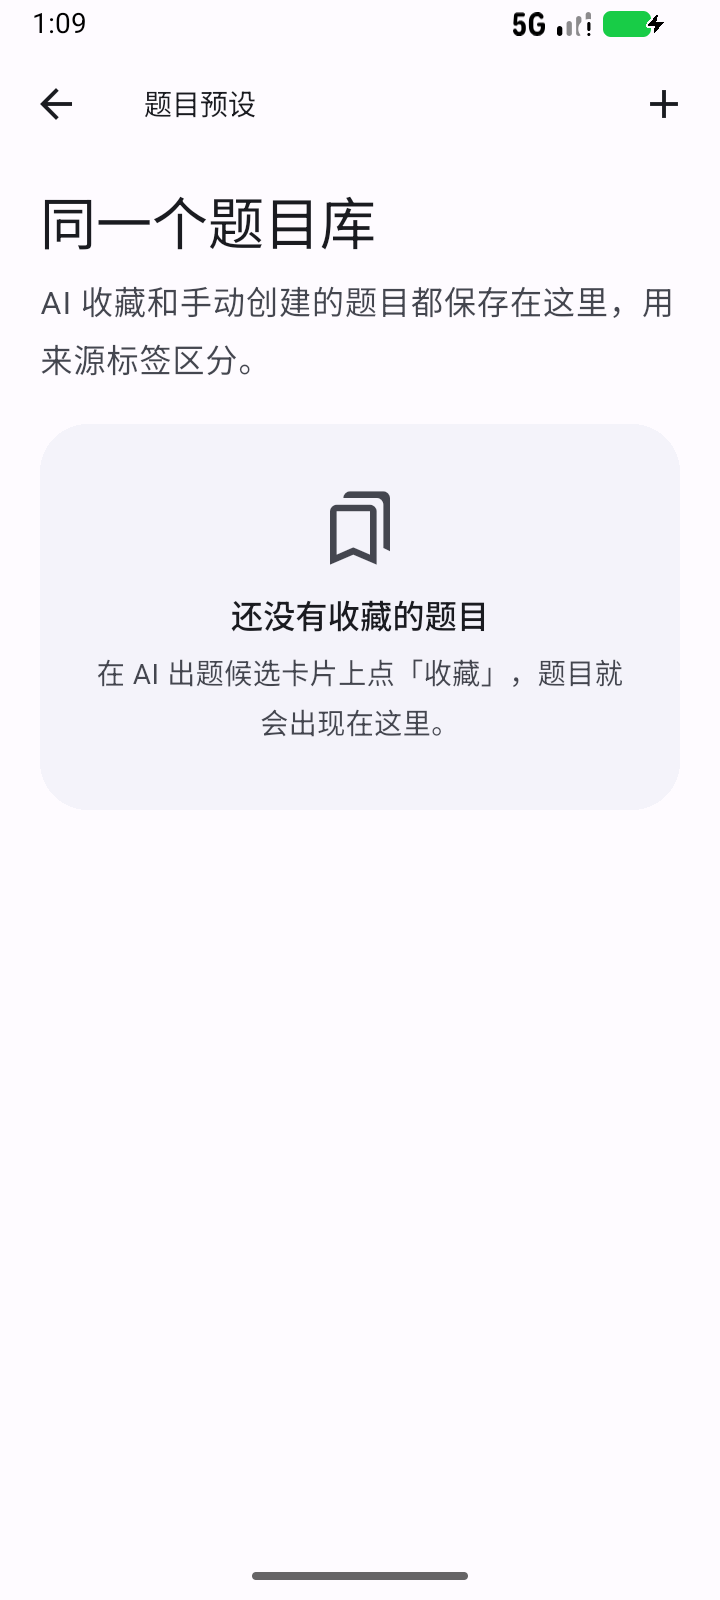 1:09
5G
题目预设
同一个题目库
AI 收藏和手动创建的题目都保存在这里，用
来源标签区分。
还没有收藏的题目
在 AI 出题候选卡片上点「收藏」，题目就
会出现在这里。